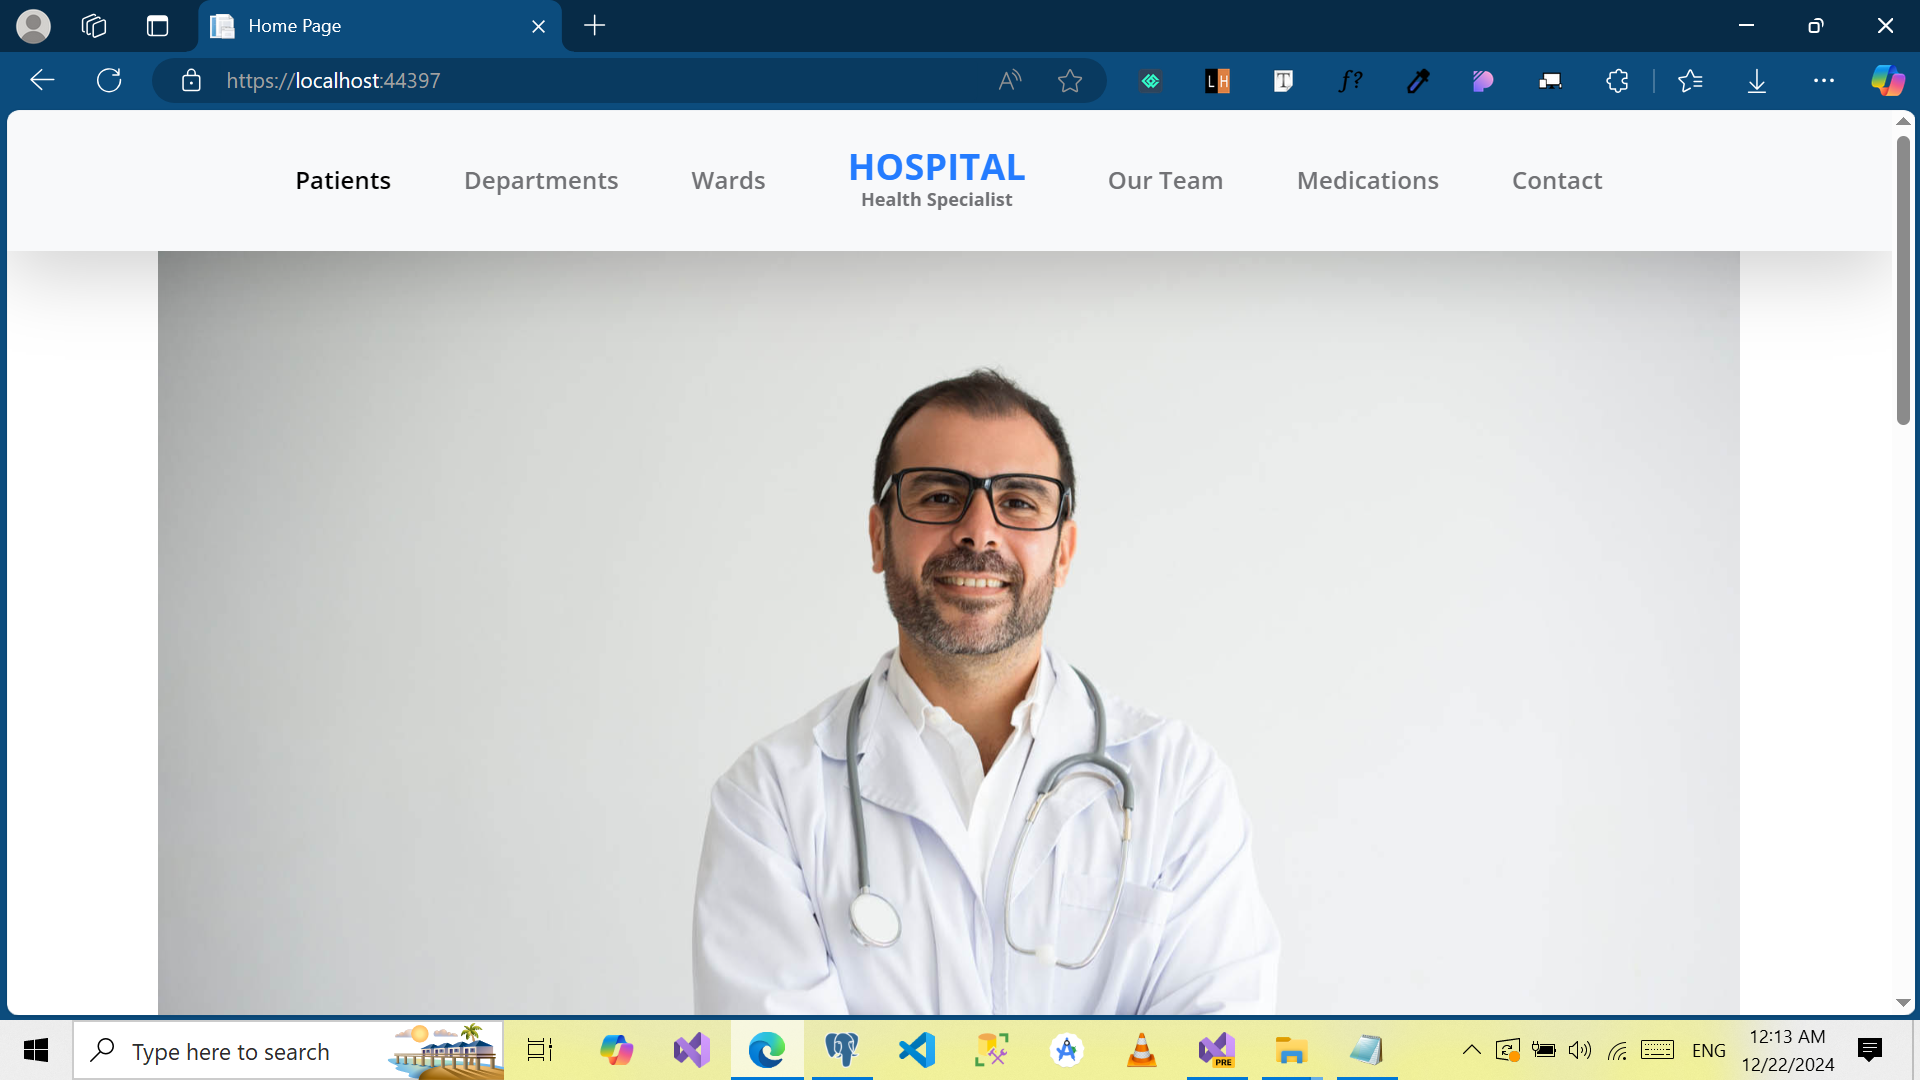 Home Page
https://localhost:44397
Patients
Departments
Wards
HOSPITAL
Health Specialist
Our Team
Medications
Contact
Type here to search
PRE
ENG
12:13 AM
12/22/2024